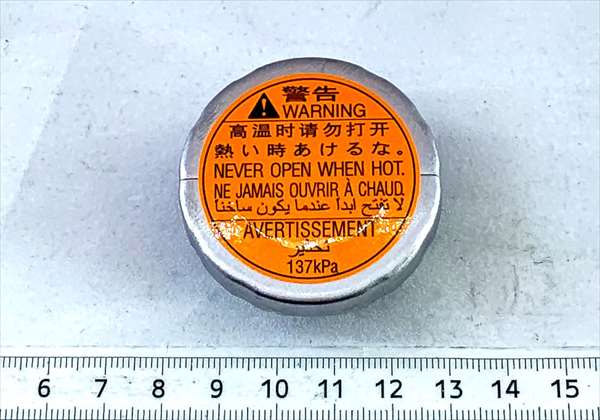 警告
WARNING
高温时请勿打开
熱い時あけるな。
NEVER OPEN WHEN HOT.
NE JAMAIS OUVRIR À CHAUD.
لا تفتح ابدا عندما يكون ساخنا
AVERTISSEMENT
تحذير
137kPa
6 7 8 9 10 11 12 13 14 15